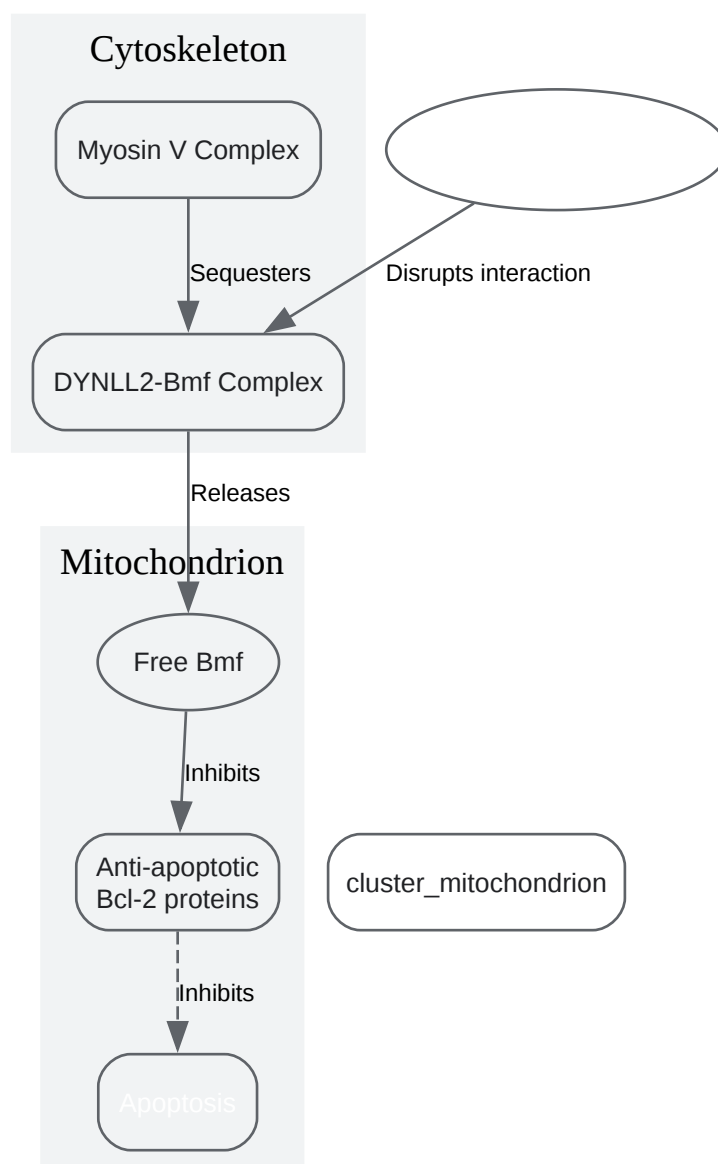 Cytoskeleton
Myosin V Complex
Sequesters
Disrupts interaction
DYNLL2-Bmf Complex
Releases
Mitochondrion
Free Bmf
Inhibits
Anti-apoptotic
Bcl-2 proteins
cluster_mitochondrion
Inhibits
Apoptosis